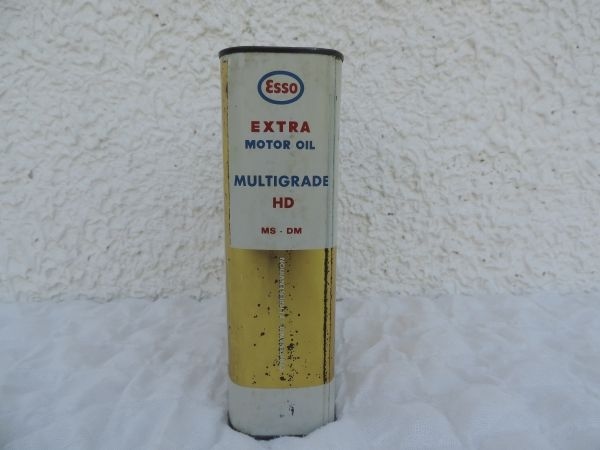 Esso
EXTRA
MOTOR OIL
MULTIGRADE
HD
MS - DM